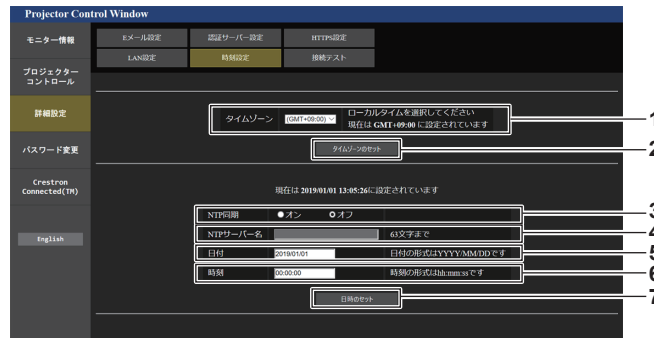 Projector Control Window
モニター情報
プロジェクター
コントロール
詳細設定
パスワード変更
Crestron
Connected(TM)
English
Eメール設定 認証サーバー設定 HTTPS設定
LAN設定 時刻設定 接続テスト
タイムゾーン (GMT+09:00) ローカルタイムを選択してください
現在は GMT+09:00 に設定されています
1
タイムゾーンのセット
2
現在は 2019/01/01 13:05:26に設定されています
NTP同期 オン オフ
3
NTPサーバー名 63文字まで
4
日付 2019/01/01 日付の形式はYYYY/MM/DDです
5
時刻 00:00:00 時刻の形式はhh:mm:ssです
6
日時のセット
7